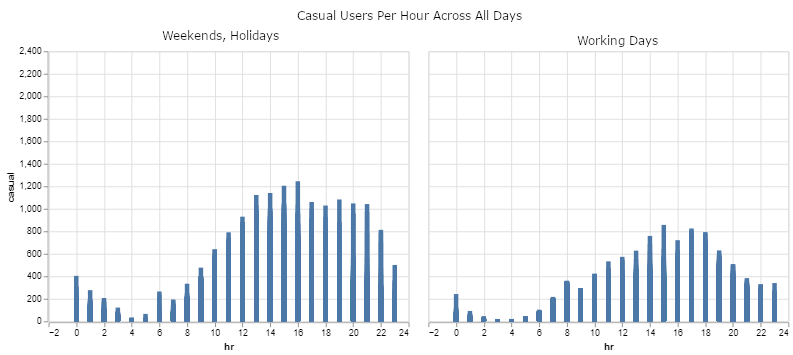 Casual Users Per Hour Across All Days
Weekends, Holidays
Working Days
2,400
2,200
2,000
1,800
1,600
1,400
1,200
1,000
800
600
400
200
0
casual
−2 0 2 4 6 8 10 12 14 16 18 20 22 24
−2 0 2 4 6 8 10 12 14 16 18 20 22 24
hr
hr